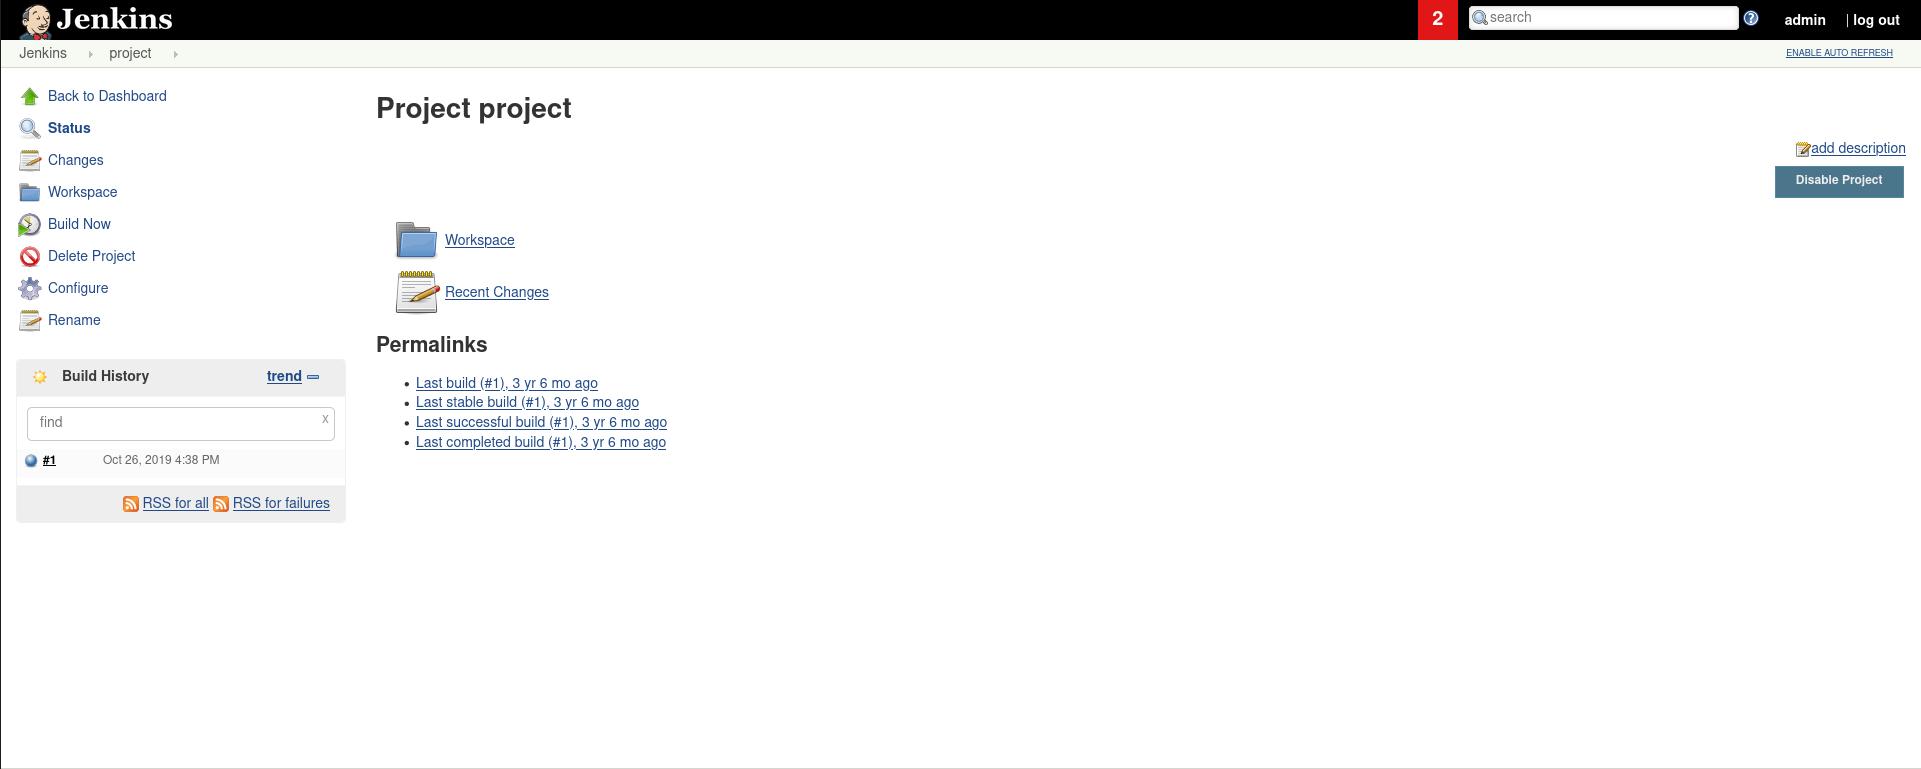 Jenkins
2
search
?
admin
| log out
Jenkins
project
ENABLE AUTO REFRESH
Back to Dashboard
Status
Changes
Workspace
Build Now
Delete Project
Configure
Rename
Build History
trend
find
x
#1
Oct 26, 2019 4:38 PM
RSS for all
RSS for failures
Project project
add description
Disable Project
Workspace
Recent Changes
Permalinks
• Last build (#1), 3 yr 6 mo ago
• Last stable build (#1), 3 yr 6 mo ago
• Last successful build (#1), 3 yr 6 mo ago
• Last completed build (#1), 3 yr 6 mo ago